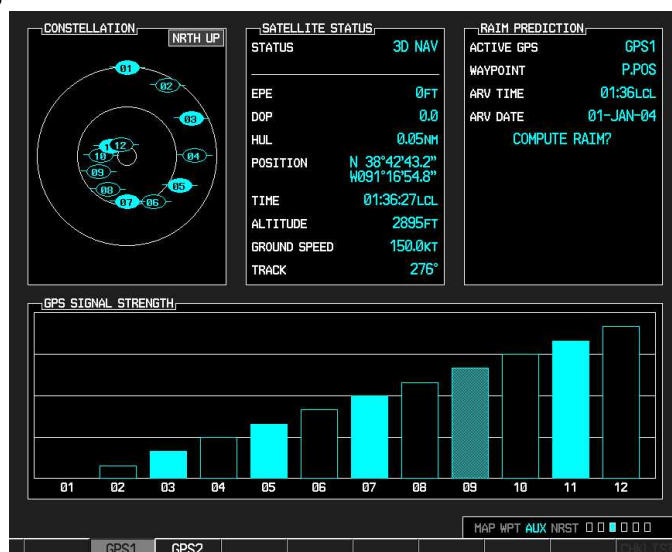 CONSTELLATION
NRTH UP
01
02
03
12
10
04
09
05
08
07
06
SATELLITE STATUS
STATUS 3D NAV
EPE 0FT
DOP 0.0
HUL 0.05NM
POSITION N 38°42'43.2"
W091°16'54.8"
TIME 01:36:27LCL
ALTITUDE 2895FT
GROUND SPEED 150.0KT
TRACK 276°
RAIM PREDICTION
ACTIVE GPS GPS1
WAYPOINT P.POS
ARV TIME 01:36LCL
ARV DATE 01-JAN-04
COMPUTE RAIM?
GPS SIGNAL STRENGTH
01 02 03 04 05 06 07 08 09 10 11 12
MAP WPT AUX NRST
GPS1 GPS2